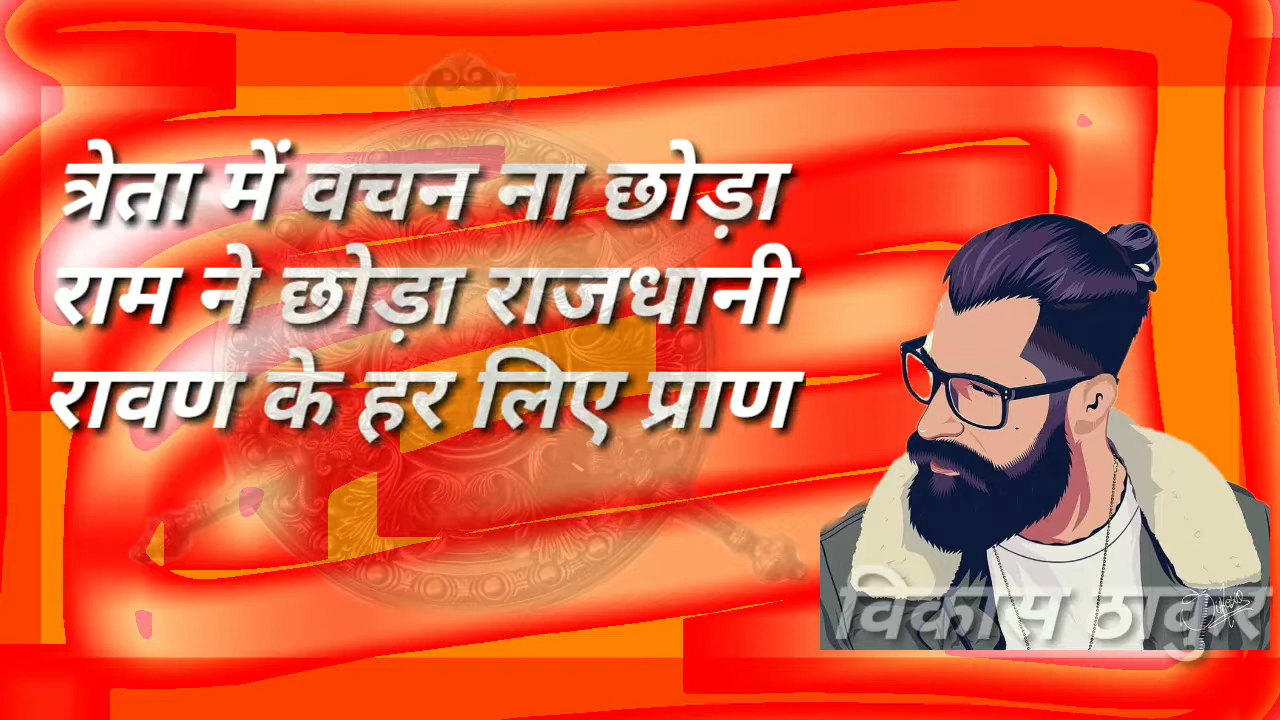 त्रेता में वचन ना छोड़ा
राम ने छोड़ा राजधानी
रावण के हर लिए प्राण
विकास ठाकुर